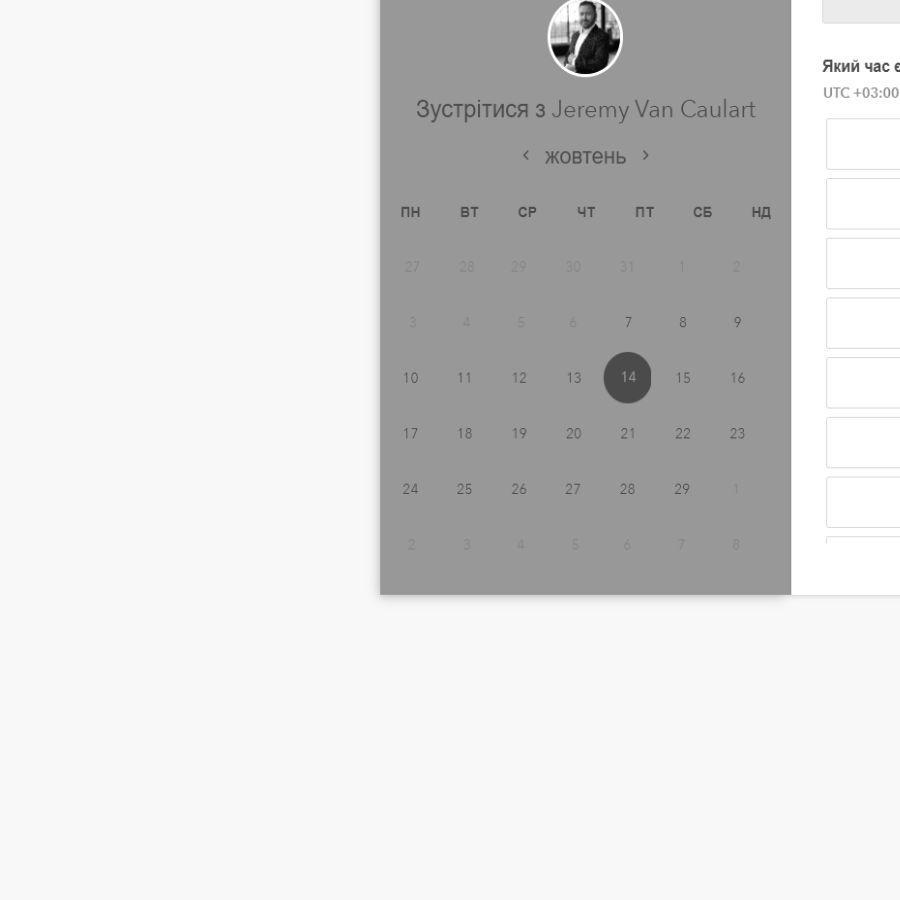 Зустрітися з Jeremy Van Caulart
жовтень
ПН ВТ СР ЧТ ПТ СБ НД
27 28 29 30 31 1 2
3 4 5 6 7 8 9
10 11 12 13 14 15 16
17 18 19 20 21 22 23
24 25 26 27 28 29 1
2 3 4 5 6 7 8
Який час є
UTC +03:00